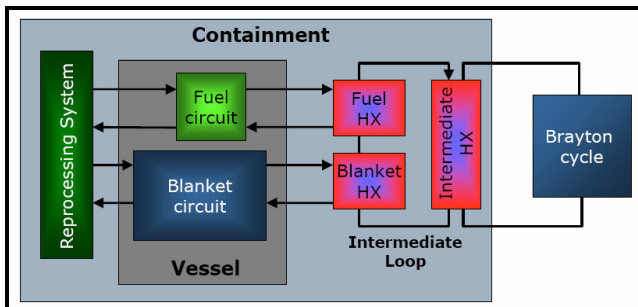 Containment
Reprocessing System
Fuel
circuit
Blanket
circuit
Vessel
Fuel
HX
Blanket
HX
Intermediate
HX
Intermediate
Loop
Brayton
cycle